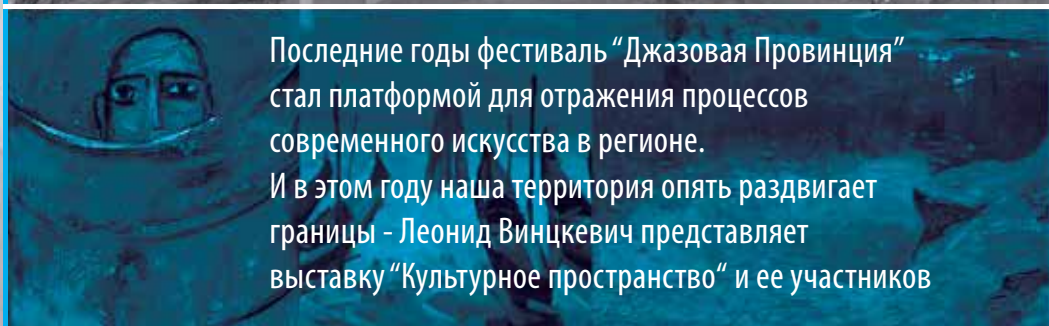 Последние годы фестиваль “Джазовая Провинция”
стал платформой для отражения процессов
современного искусства в регионе.
И в этом году наша территория опять раздвигает
границы - Леонид Винцкевич представляет
выставку “Культурное пространство“ и ее участников